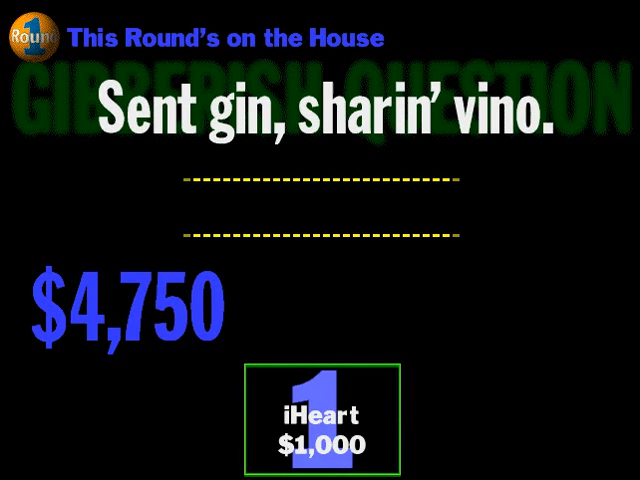 Round 1
This Round's on the House
GIBBERISH QUESTION
Sent gin, sharin' vino.
$4,750
1
iHeart
$1,000